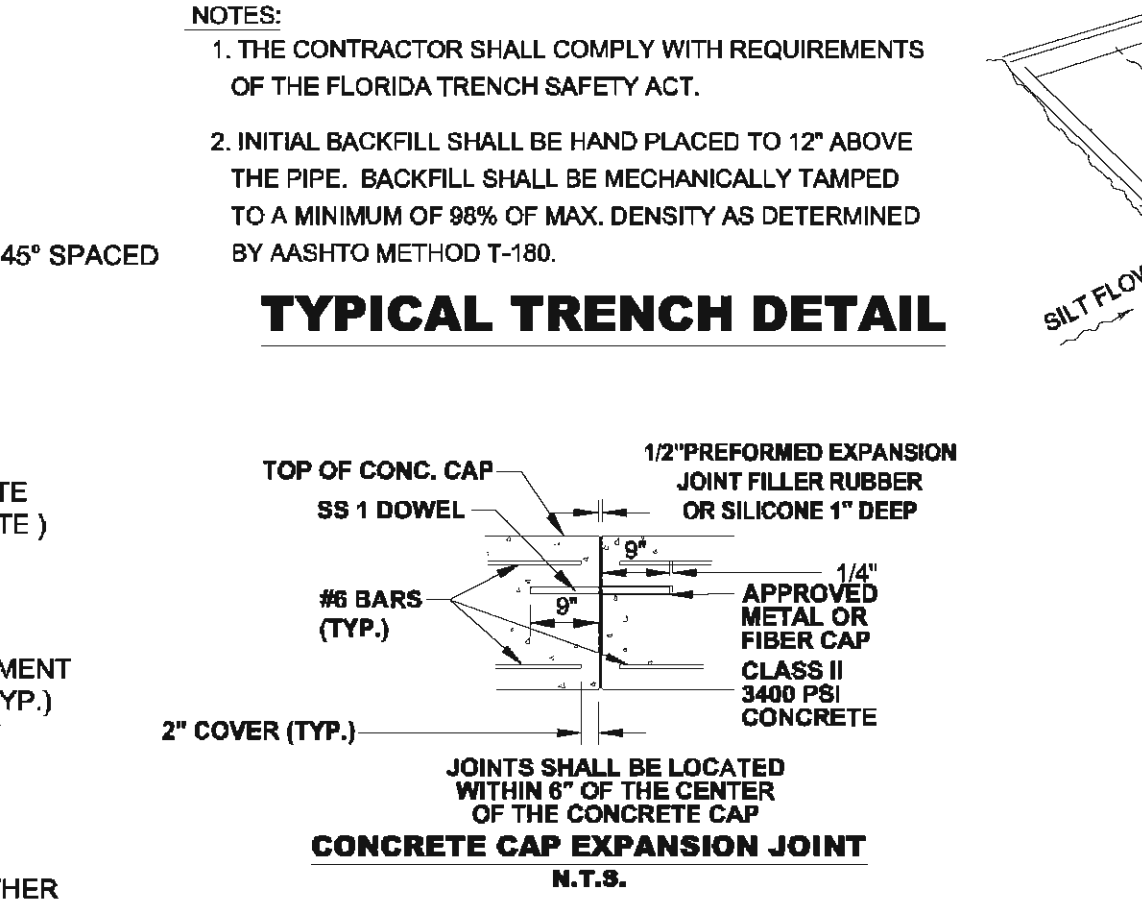 NOTES:
1. THE CONTRACTOR SHALL COMPLY WITH REQUIREMENTS
OF THE FLORIDA TRENCH SAFETY ACT.
2. INITIAL BACKFILL SHALL BE HAND PLACED TO 12" ABOVE
THE PIPE. BACKFILL SHALL BE MECHANICALLY TAMPED
TO A MINIMUM OF 98% OF MAX. DENSITY AS DETERMINED
BY AASHTO METHOD T-180.
45° SPACED
TYPICAL TRENCH DETAIL
SILT FLOW
TE
TE )
MENT
YP.)
THER
TOP OF CONC. CAP
SS 1 DOWEL
1/2"PREFORMED EXPANSION
JOINT FILLER RUBBER
OR SILICONE 1" DEEP
9"
1/4"
#6 BARS
(TYP.)
9"
APPROVED
METAL OR
FIBER CAP
CLASS II
3400 PSI
CONCRETE
2" COVER (TYP.)
JOINTS SHALL BE LOCATED
WITHIN 6" OF THE CENTER
OF THE CONCRETE CAP
CONCRETE CAP EXPANSION JOINT
N.T.S.